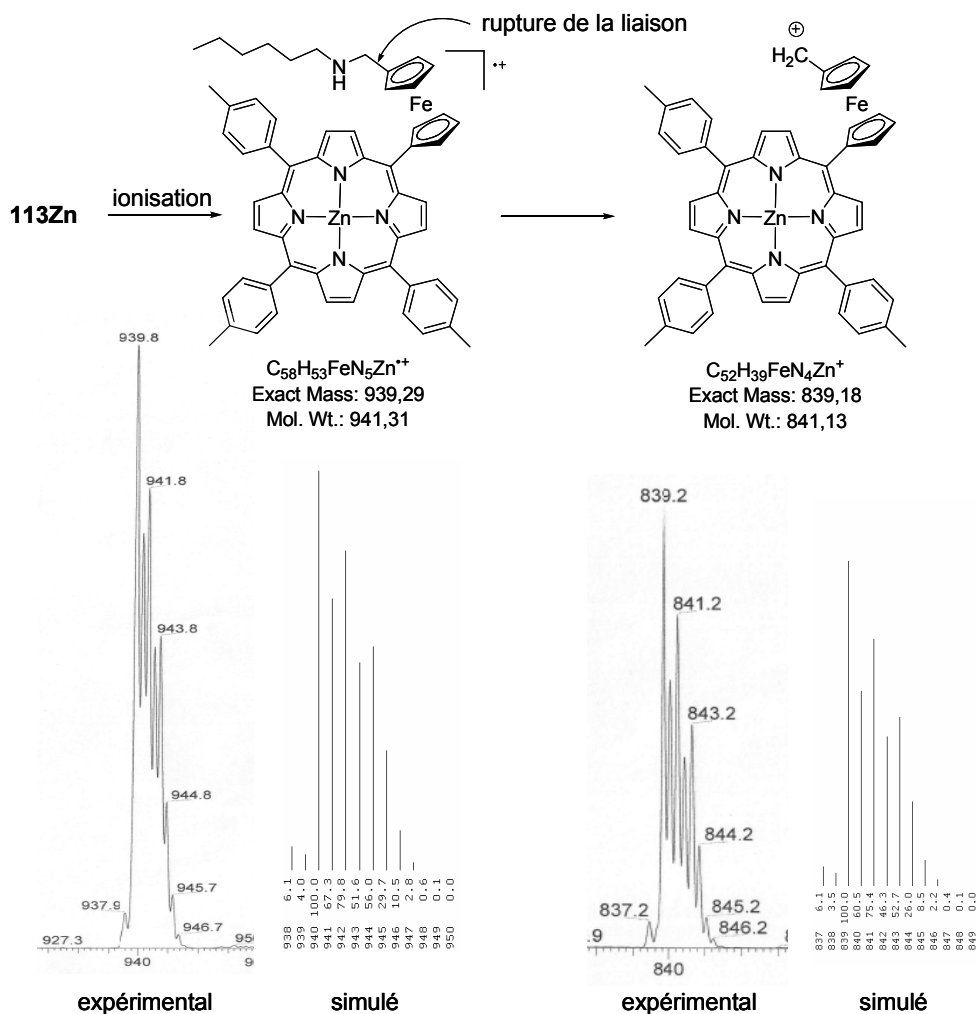 rupture de la liaison
•+
⊕
H2C
N
H
Fe
Fe
113Zn
ionisation
N
N
Zn
N
N
N
N
Zn
N
N
C58H53FeN5Zn•+
Exact Mass: 939,29
Mol. Wt.: 941,31
C52H39FeN4Zn+
Exact Mass: 839,18
Mol. Wt.: 841,13
939.8
941.8
943.8
944.8
945.7
946.7
937.9
927.3
950
940
9
938 6.1
939 4.0
940 100.0
941 67.3
942 79.8
943 51.6
944 56.0
945 29.7
946 10.5
947 2.8
948 0.6
949 0.1
950 0.0
839.2
841.2
843.2
844.2
845.2
846.2
837.2
.9
840
837 6.1
838 3.5
839 100.0
840 60.5
841 75.4
842 46.3
843 52.7
844 26.0
845 8.5
846 2.2
847 0.4
848 0.1
849 0.0
expérimental
simulé
expérimental
simulé